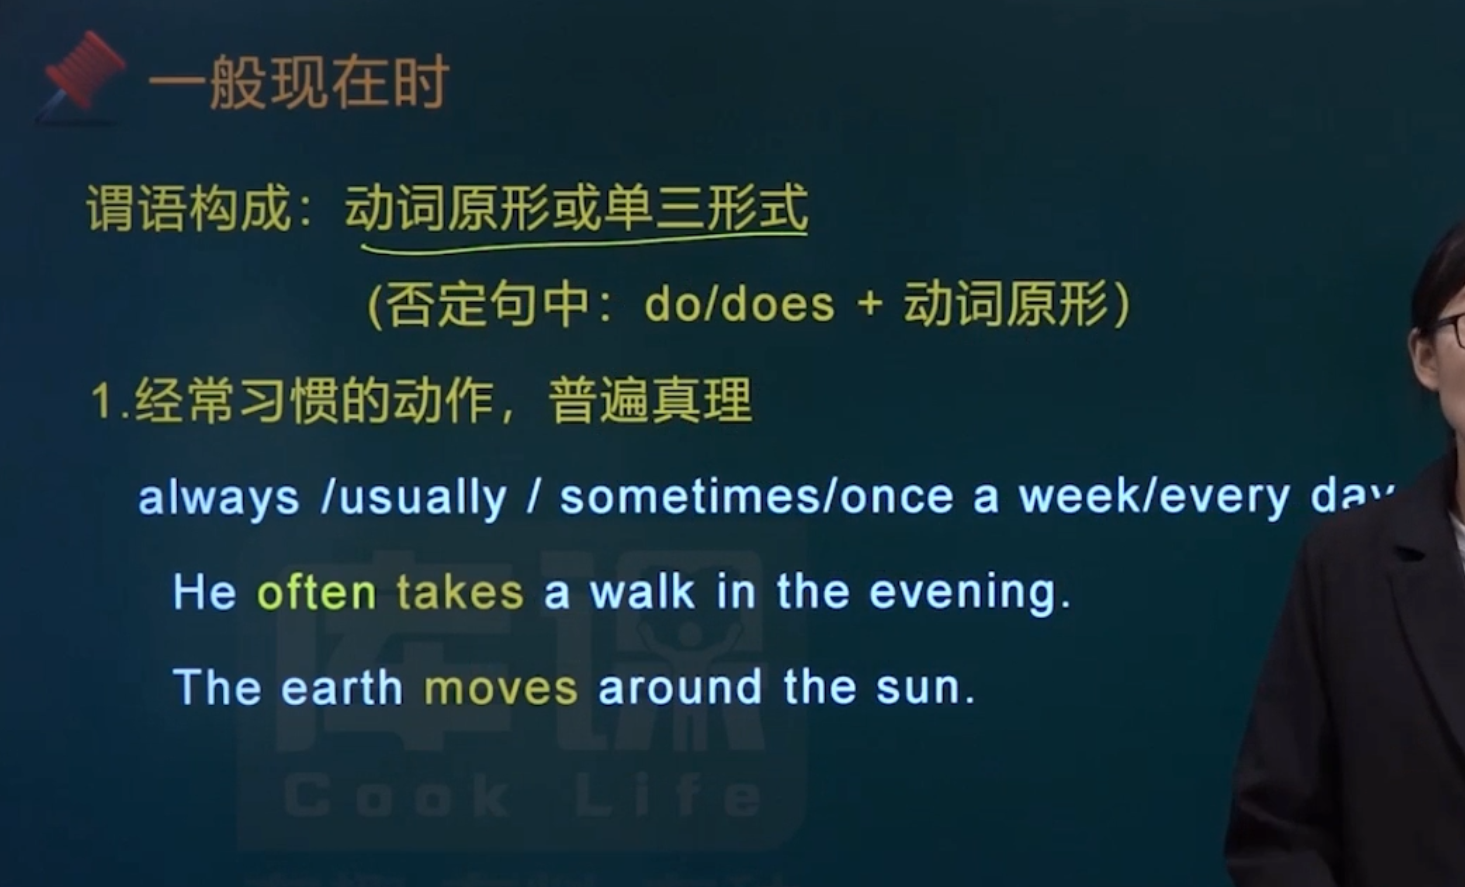 一般现在时
谓语构成：动词原形或单三形式
(否定句中：do/does + 动词原形)
1.经常习惯的动作，普遍真理
always /usually / sometimes/once a week/every day
He often takes a walk in the evening.
The earth moves around the sun.
库课
Cook Life